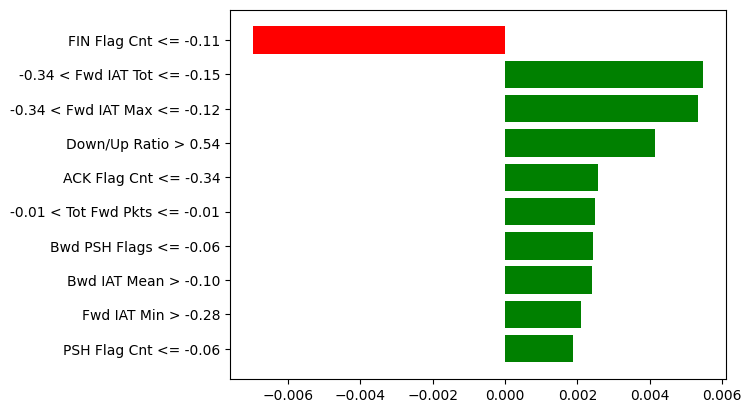 FIN Flag Cnt <= -0.11
-0.34 < Fwd IAT Tot <= -0.15
-0.34 < Fwd IAT Max <= -0.12
Down/Up Ratio > 0.54
ACK Flag Cnt <= -0.34
-0.01 < Tot Fwd Pkts <= -0.01
Bwd PSH Flags <= -0.06
Bwd IAT Mean > -0.10
Fwd IAT Min > -0.28
PSH Flag Cnt <= -0.06
−0.006 −0.004 −0.002 0.000 0.002 0.004 0.006